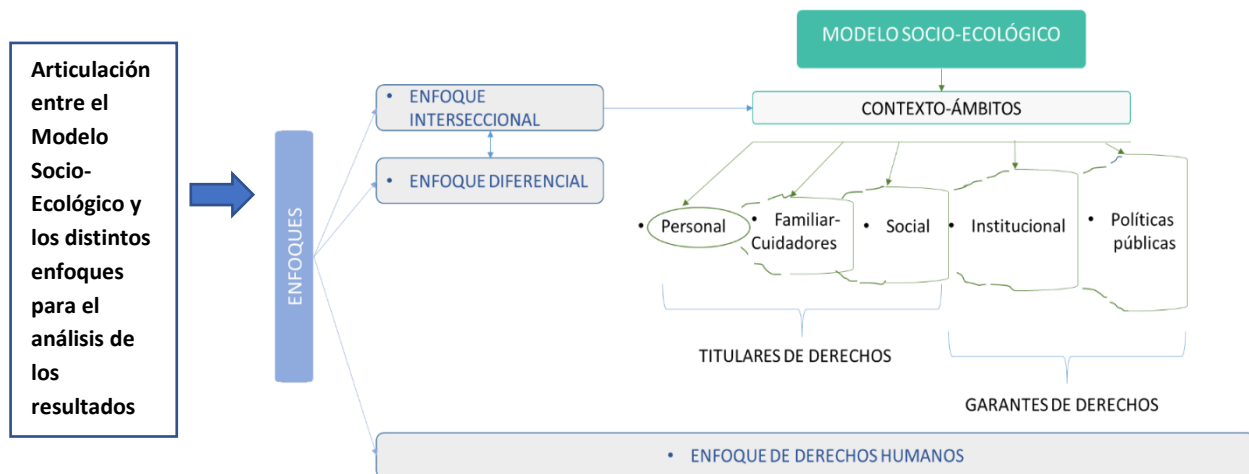 Articulación
entre el
Modelo
Socio-
Ecológico y
los distintos
enfoques
para el
análisis de
los
resultados
ENFOQUES
• ENFOQUE
INTERSECCIONAL
• ENFOQUE DIFERENCIAL
MODELO SOCIO-ECOLÓGICO
CONTEXTO-ÁMBITOS
• Personal
• Familiar-
Cuidadores
• Social
• Institucional
• Políticas
públicas
TITULARES DE DERECHOS
GARANTES DE DERECHOS
• ENFOQUE DE DERECHOS HUMANOS